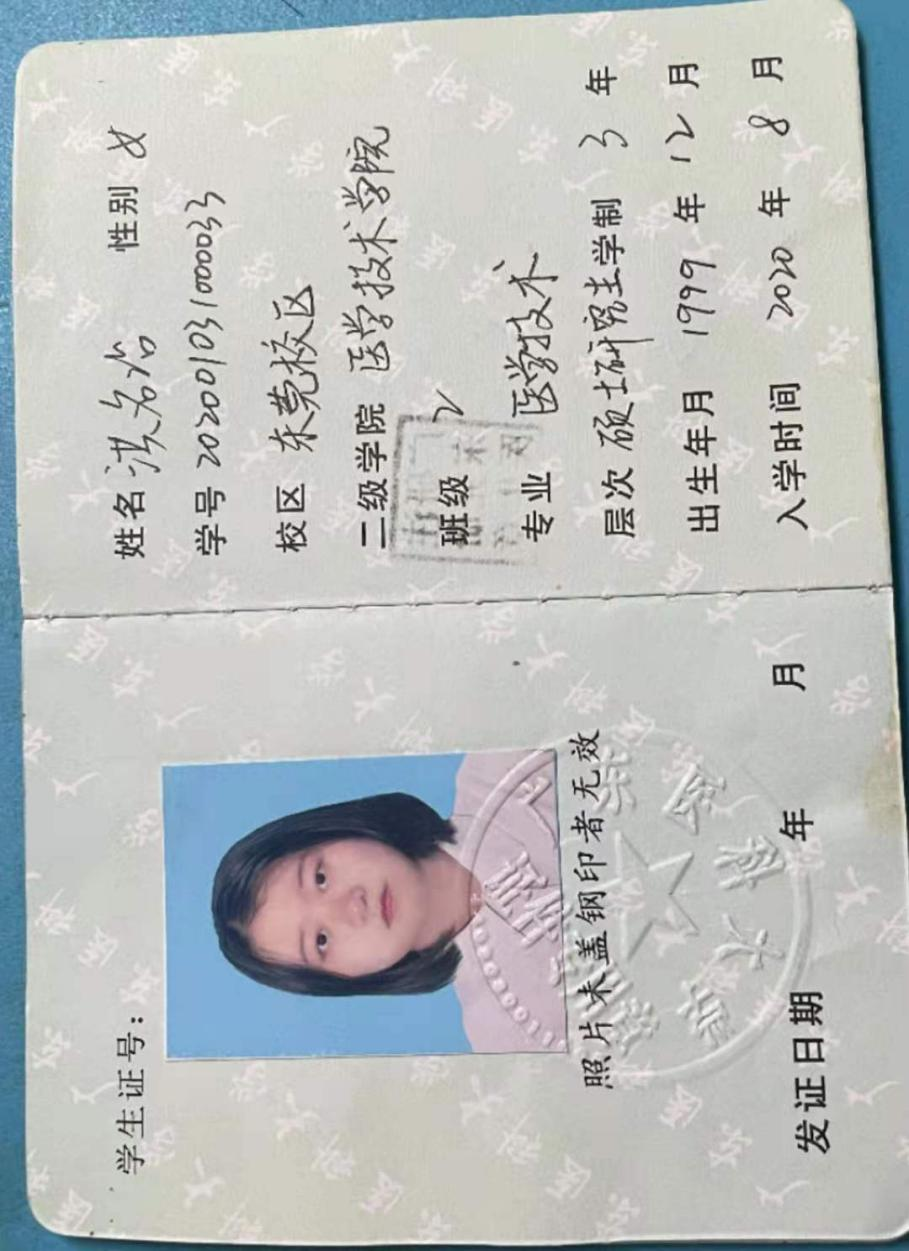 学生证号：
照片未盖钢印者无效
发证日期 年 月
姓名 洪名佁 性别 女
学号 202001031000033
校区 东莞校区
二级学院 医学技术学院
班级 2
专业 医学技术
层次 硕士研究生 学制 3 年
出生年月 1999 年 12 月
入学时间 2020 年 8 月